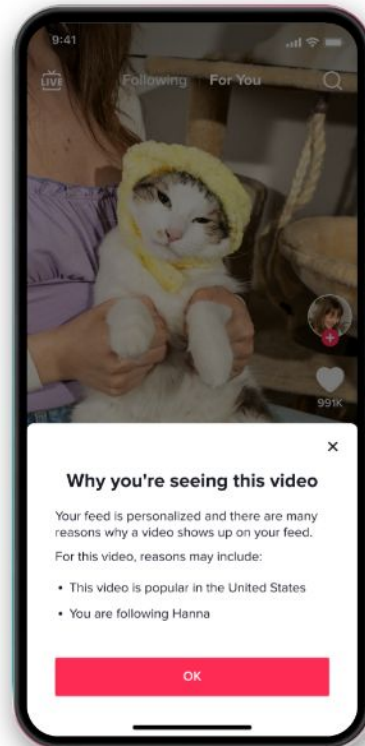 9:41
LIVE
Following For You
991K
Why you're seeing this video
Your feed is personalized and there are many
reasons why a video shows up on your feed.
For this video, reasons may include:
• This video is popular in the United States
• You are following Hanna
OK